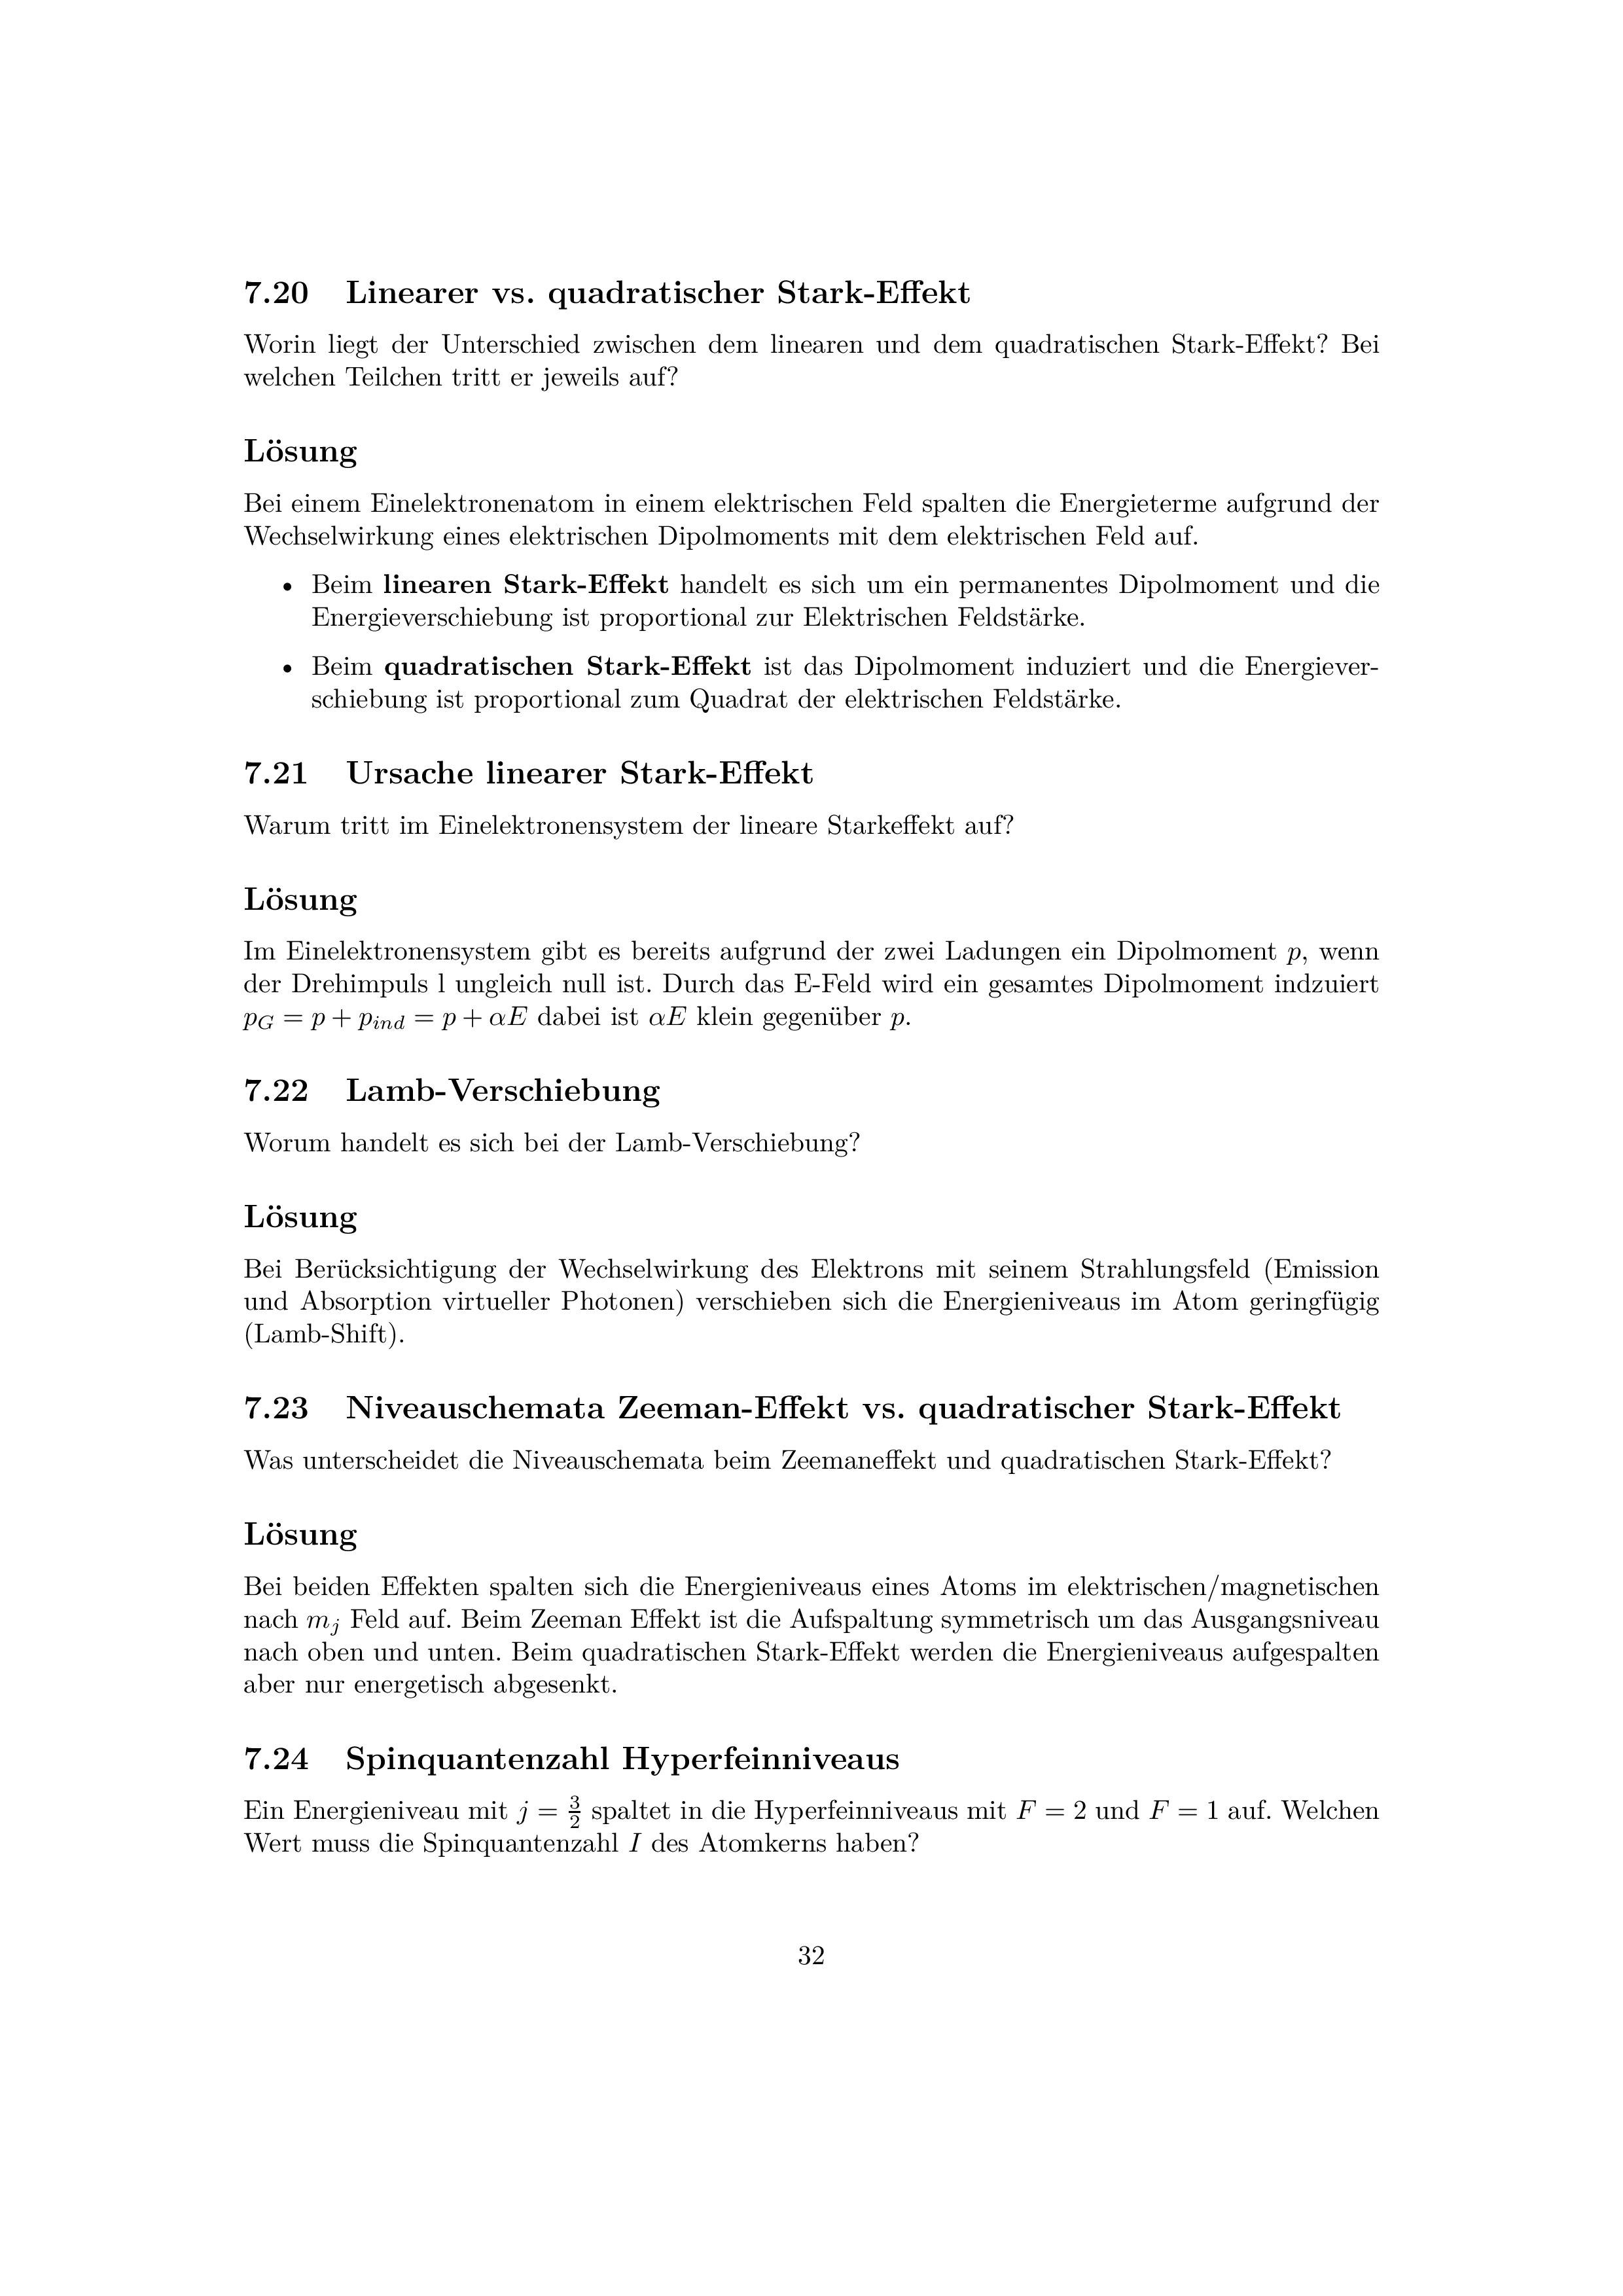 7.20 Linearer vs. quadratischer Stark-Effekt
Worin liegt der Unterschied zwischen dem linearen und dem quadratischen Stark-Effekt? Bei
welchen Teilchen tritt er jeweils auf?
Lösung
Bei einem Einelektronenatom in einem elektrischen Feld spalten die Energieterme aufgrund der
Wechselwirkung eines elektrischen Dipolmoments mit dem elektrischen Feld auf.
• Beim linearen Stark-Effekt handelt es sich um ein permanentes Dipolmoment und die
Energieverschiebung ist proportional zur Elektrischen Feldstärke.
• Beim quadratischen Stark-Effekt ist das Dipolmoment induziert und die Energiever-
schiebung ist proportional zum Quadrat der elektrischen Feldstärke.
7.21 Ursache linearer Stark-Effekt
Warum tritt im Einelektronensystem der lineare Starkeffekt auf?
Lösung
Im Einelektronensystem gibt es bereits aufgrund der zwei Ladungen ein Dipolmoment p, wenn
der Drehimpuls l ungleich null ist. Durch das E-Feld wird ein gesamtes Dipolmoment indzuiert
p_G = p + p_{ind} = p + αE dabei ist αE klein gegenüber p.
7.22 Lamb-Verschiebung
Worum handelt es sich bei der Lamb-Verschiebung?
Lösung
Bei Berücksichtigung der Wechselwirkung des Elektrons mit seinem Strahlungsfeld (Emission
und Absorption virtueller Photonen) verschieben sich die Energieniveaus im Atom geringfügig
(Lamb-Shift).
7.23 Niveauschemata Zeeman-Effekt vs. quadratischer Stark-Effekt
Was unterscheidet die Niveauschemata beim Zeemaneffekt und quadratischen Stark-Effekt?
Lösung
Bei beiden Effekten spalten sich die Energieniveaus eines Atoms im elektrischen/magnetischen
nach m_j Feld auf. Beim Zeeman Effekt ist die Aufspaltung symmetrisch um das Ausgangsniveau
nach oben und unten. Beim quadratischen Stark-Effekt werden die Energieniveaus aufgespalten
aber nur energetisch abgesenkt.
7.24 Spinquantenzahl Hyperfeinniveaus
Ein Energieniveau mit j = 3/2 spaltet in die Hyperfeinniveaus mit F = 2 und F = 1 auf. Welchen
Wert muss die Spinquantenzahl I des Atomkerns haben?
32